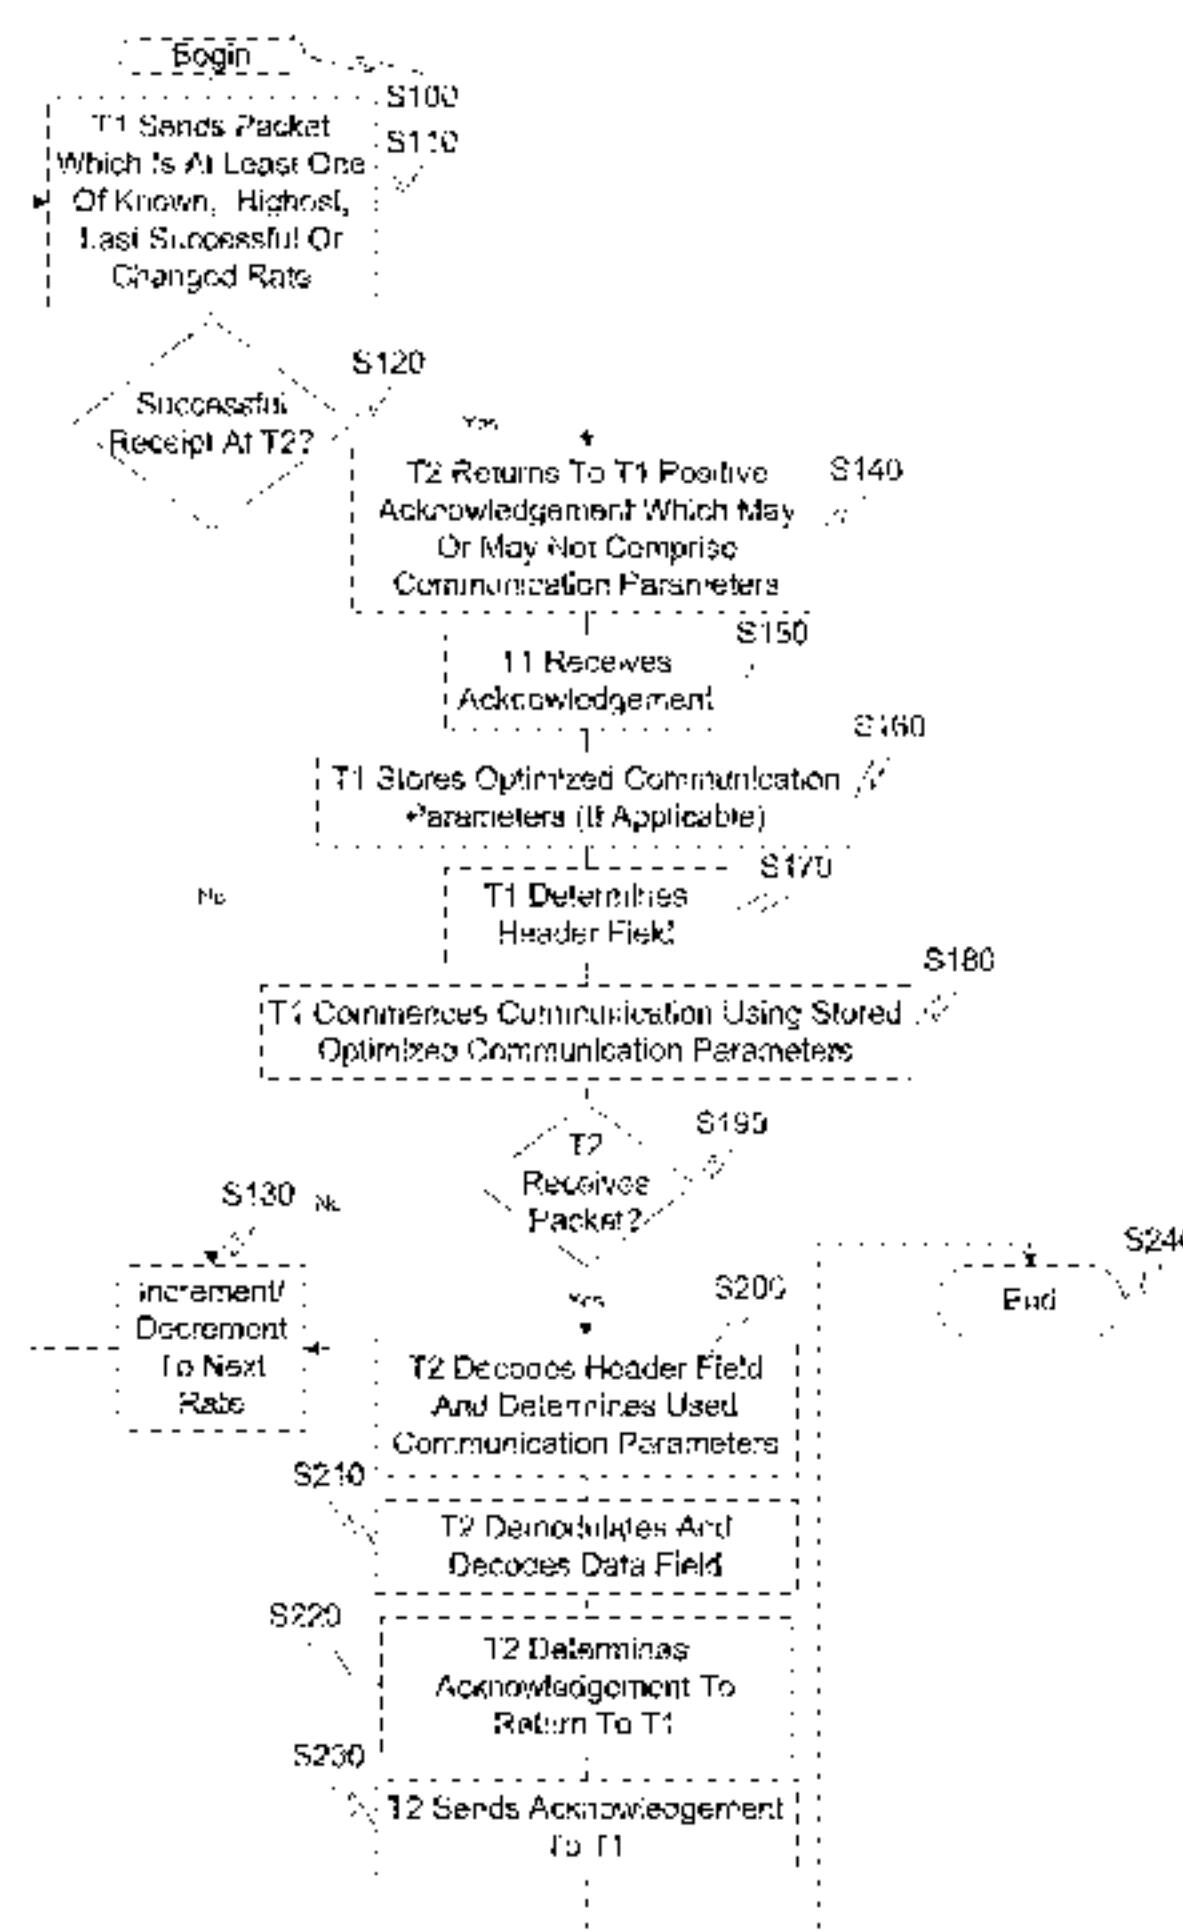 Begin
S100
T1 Sends Packet
Which Is At Least One
Of Known, Highest,
Last Successful Or
Changed Rate
S110
S120
Successful
Receipt At T2?
Yes
T2 Returns To T1 Positive
Acknowledgement Which May
Or May Not Comprise
Communication Parameters
S140
S150
T1 Receives
Acknowledgement
S160
T1 Stores Optimized Communication
Parameters (If Applicable)
S170
No
T1 Determines
Header Field
S180
T1 Commences Communication Using Stored
Optimized Communication Parameters
S190
T2
Receives
Packet?
S130
No
Increment/
Decrement
To Next
Rate
Yes
S200
T2 Decodes Header Field
And Determines Used
Communication Parameters
S240
End
S210
T2 Demodulates And
Decodes Data Field
S220
T2 Determines
Acknowledgement To
Return To T1
S230
T2 Sends Acknowledgement
To T1